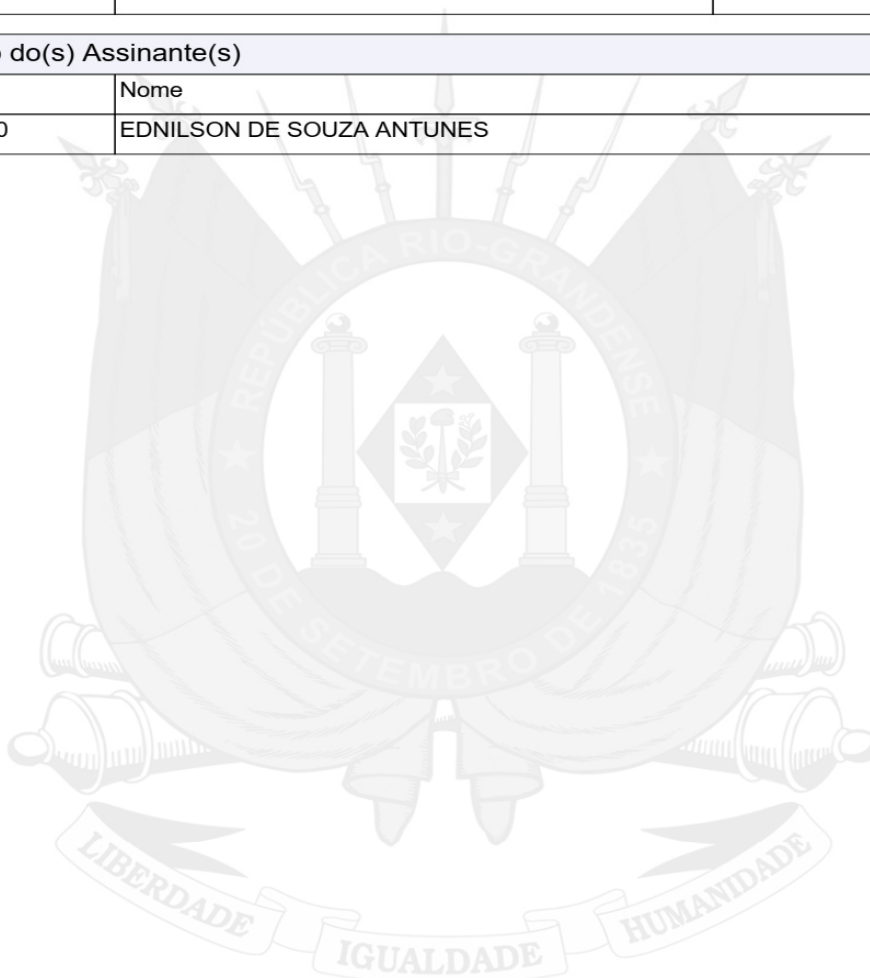 do(s) Assinante(s)
Nome
0 EDNILSON DE SOUZA ANTUNES
REPÚBLICA RIO-GRANDENSE
20 DE SETEMBRO DE 1835
LIBERDADE
IGUALDADE
HUMANIDADE